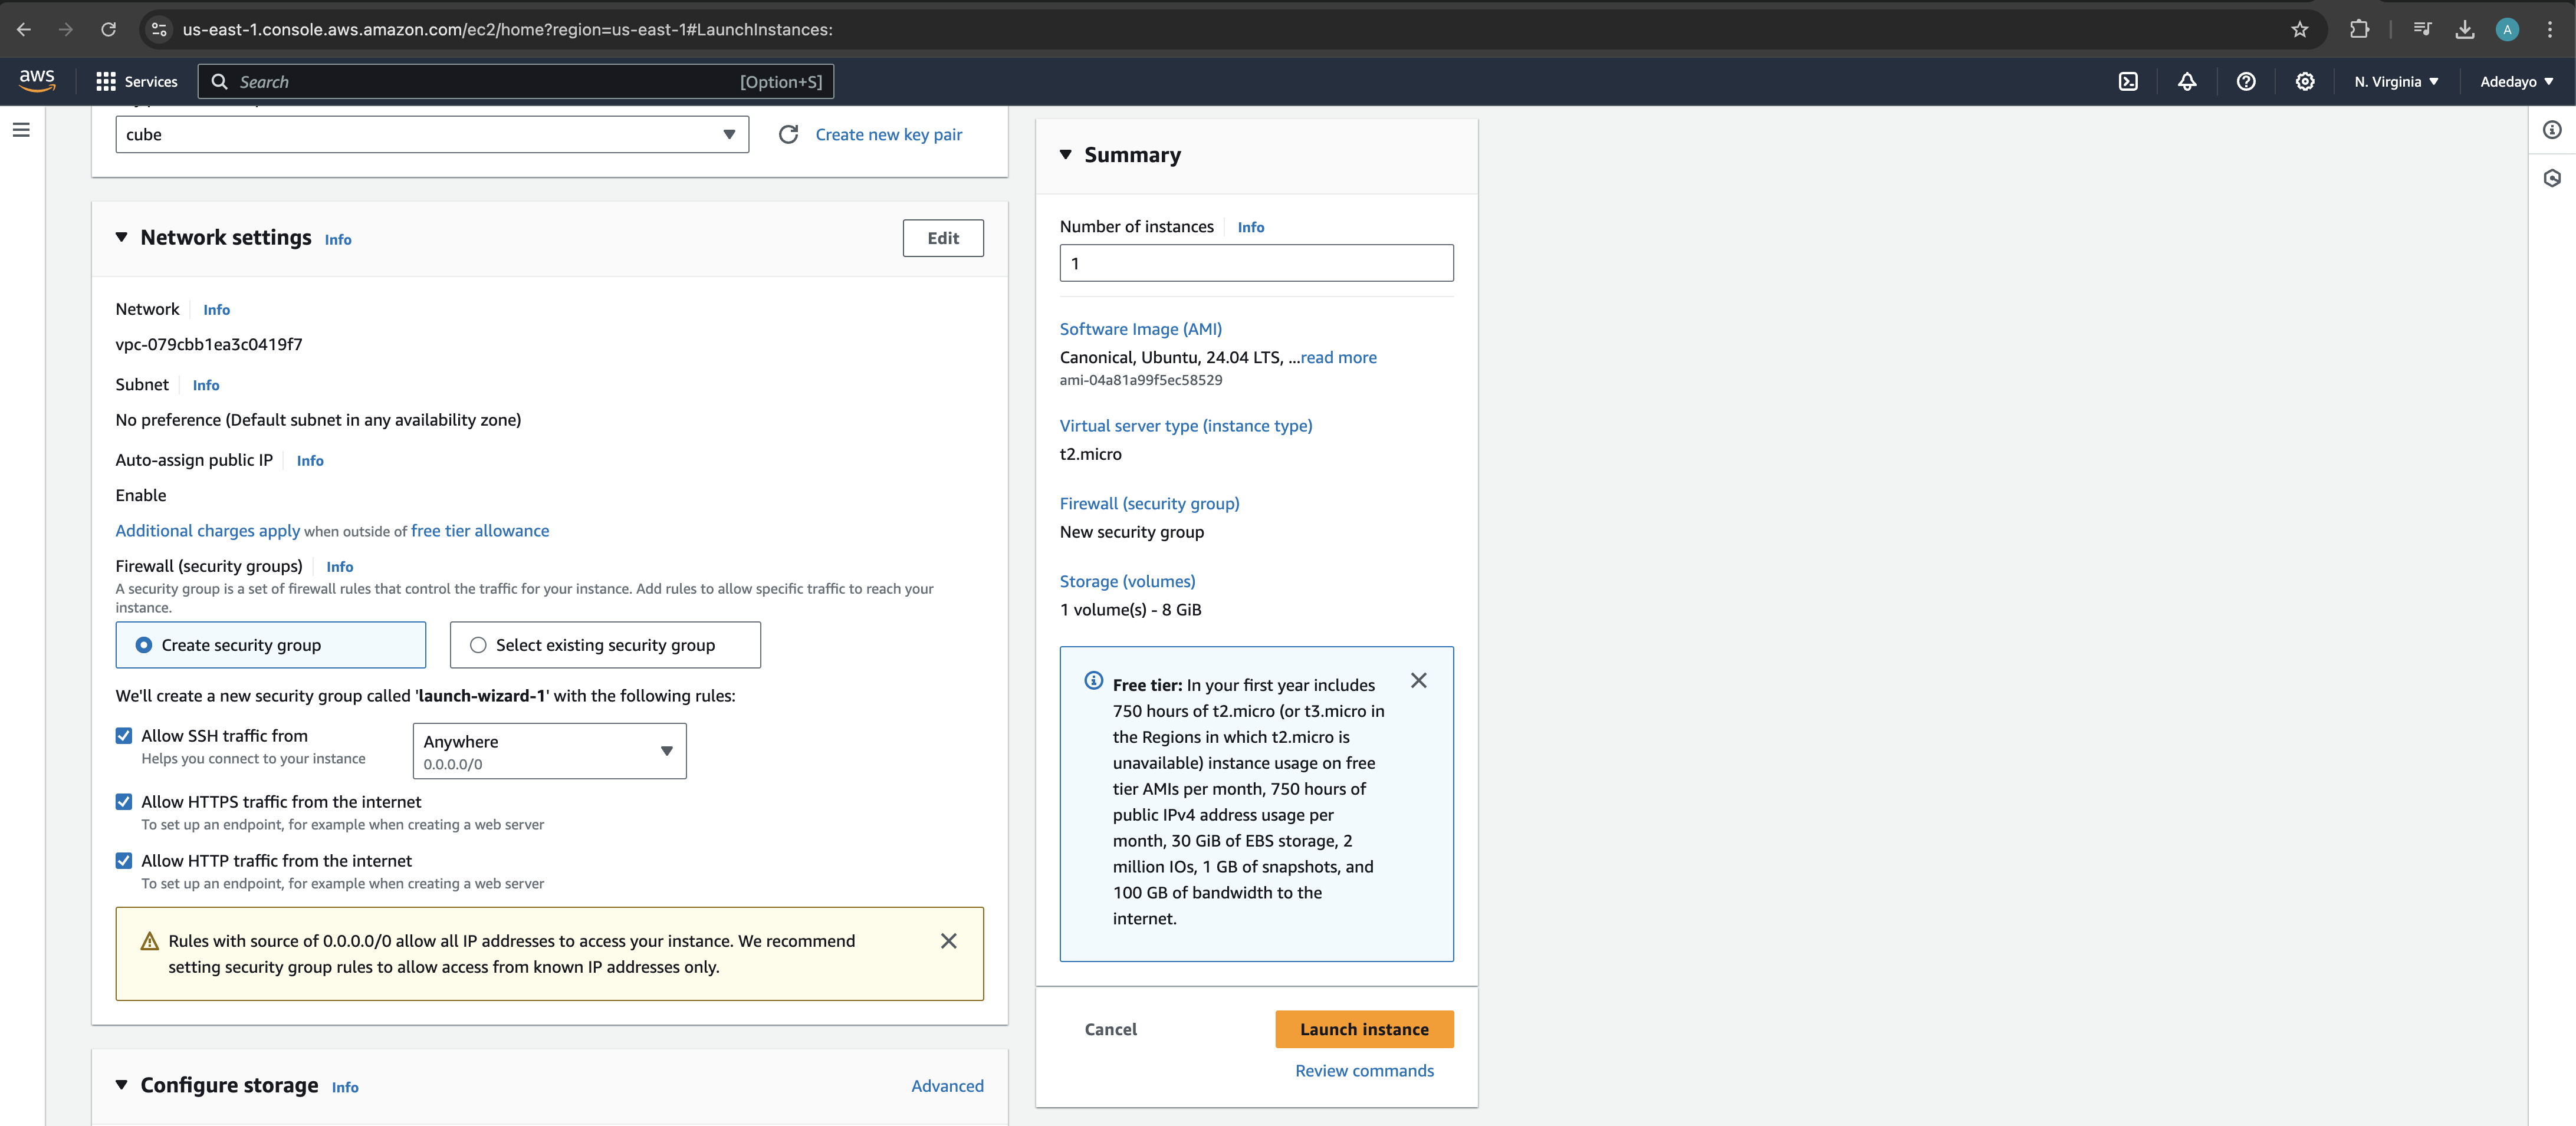 us-east-1.console.aws.amazon.com/ec2/home?region=us-east-1#LaunchInstances:
A
aws
Services
Search
[Option+S]
N. Virginia
Adedayo
cube
Create new key pair
Network settings Info
Edit
Network Info
vpc-079cbb1ea3c0419f7
Subnet Info
No preference (Default subnet in any availability zone)
Auto-assign public IP Info
Enable
Additional charges apply when outside of free tier allowance
Firewall (security groups) Info
A security group is a set of firewall rules that control the traffic for your instance. Add rules to allow specific traffic to reach your
instance.
Create security group
Select existing security group
We'll create a new security group called 'launch-wizard-1' with the following rules:
Allow SSH traffic from
Helps you connect to your instance
Anywhere
0.0.0.0/0
Allow HTTPS traffic from the internet
To set up an endpoint, for example when creating a web server
Allow HTTP traffic from the internet
To set up an endpoint, for example when creating a web server
Rules with source of 0.0.0.0/0 allow all IP addresses to access your instance. We recommend
setting security group rules to allow access from known IP addresses only.
Configure storage Info
Advanced
Summary
Number of instances Info
1
Software Image (AMI)
Canonical, Ubuntu, 24.04 LTS, ...read more
ami-04a81a99f5ec58529
Virtual server type (instance type)
t2.micro
Firewall (security group)
New security group
Storage (volumes)
1 volume(s) - 8 GiB
Free tier: In your first year includes
750 hours of t2.micro (or t3.micro in
the Regions in which t2.micro is
unavailable) instance usage on free
tier AMIs per month, 750 hours of
public IPv4 address usage per
month, 30 GiB of EBS storage, 2
million IOs, 1 GB of snapshots, and
100 GB of bandwidth to the
internet.
Cancel
Launch instance
Review commands